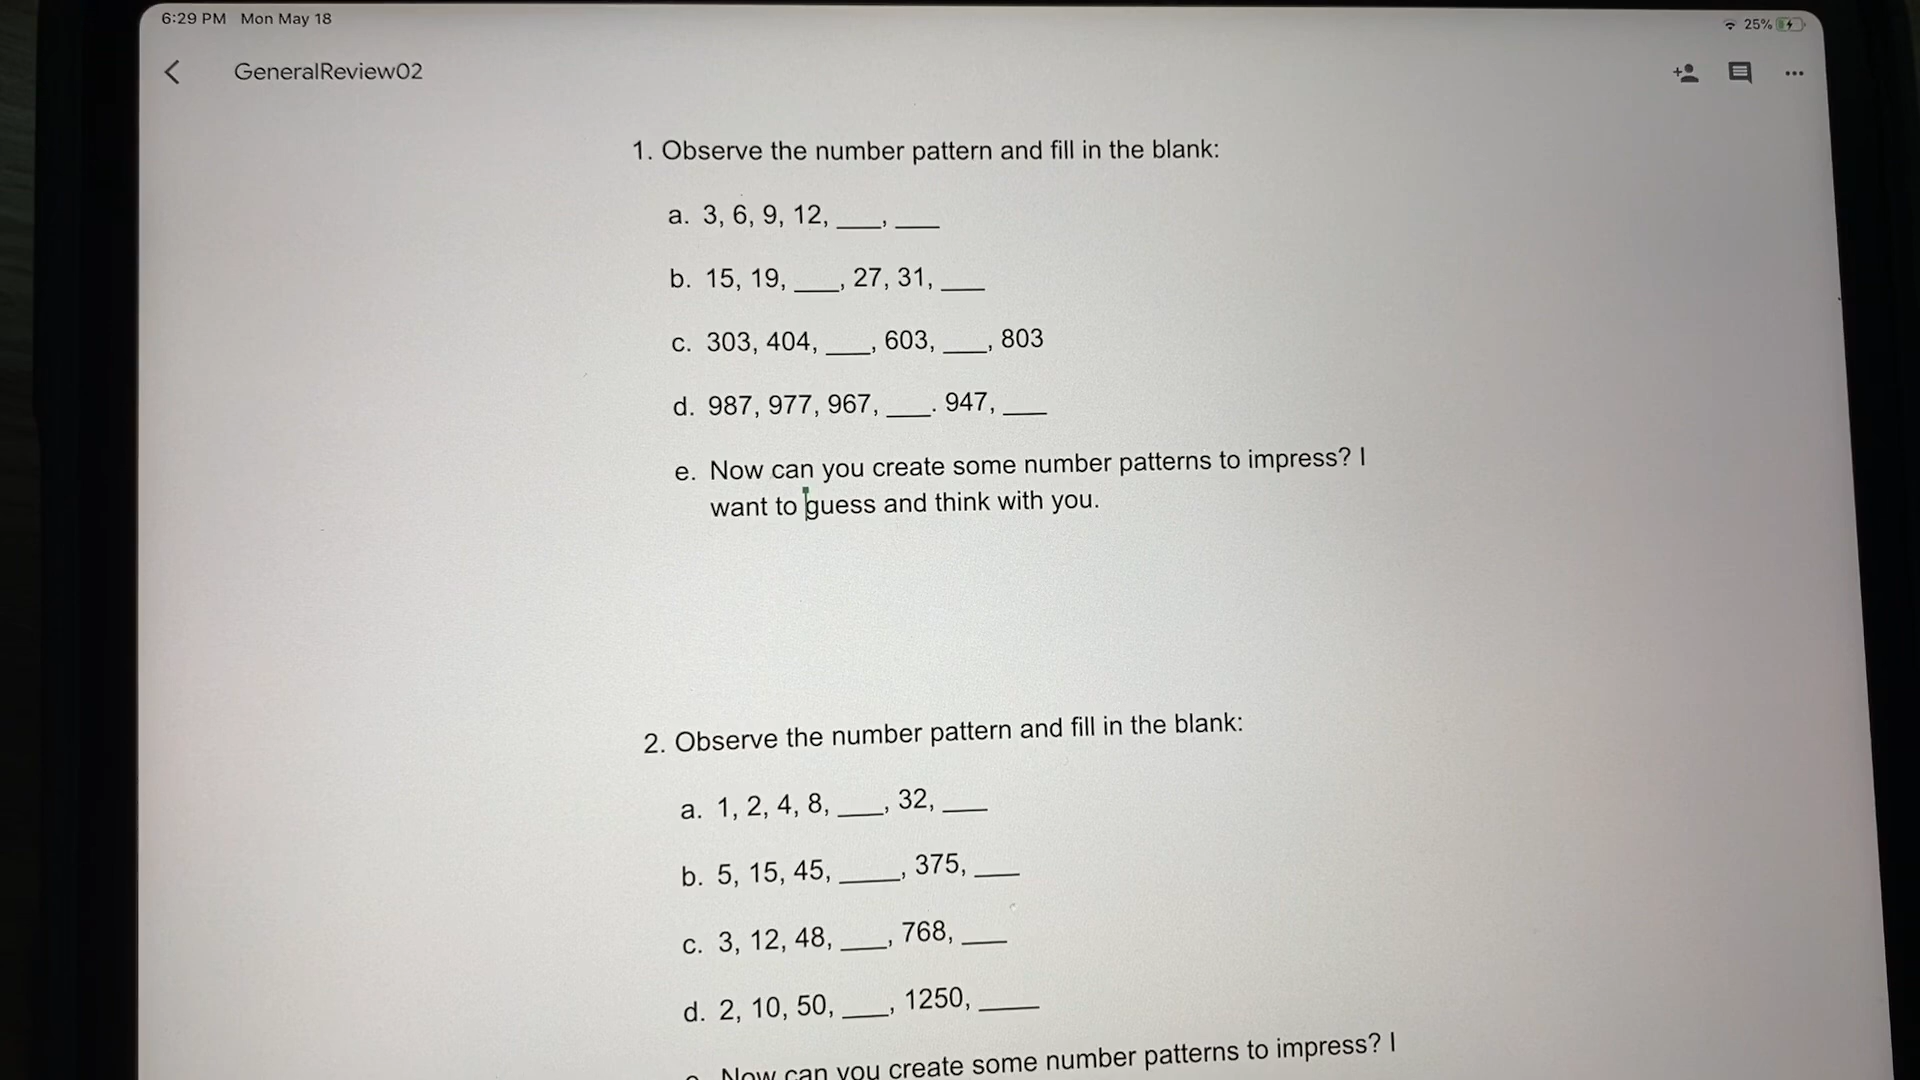 6:29 PM Mon May 18
25%
GeneralReview02
1. Observe the number pattern and fill in the blank:
a. 3, 6, 9, 12, ___, ___
b. 15, 19, ___, 27, 31, ___
c. 303, 404, ___, 603, ___, 803
d. 987, 977, 967, ___. 947, ___
e. Now can you create some number patterns to impress? I
want to guess and think with you.
2. Observe the number pattern and fill in the blank:
a. 1, 2, 4, 8, ___, 32, ___
b. 5, 15, 45, ____, 375, ___
c. 3, 12, 48, ___, 768, ___
d. 2, 10, 50, ___, 1250, ____
e. Now can you create some number patterns to impress? I